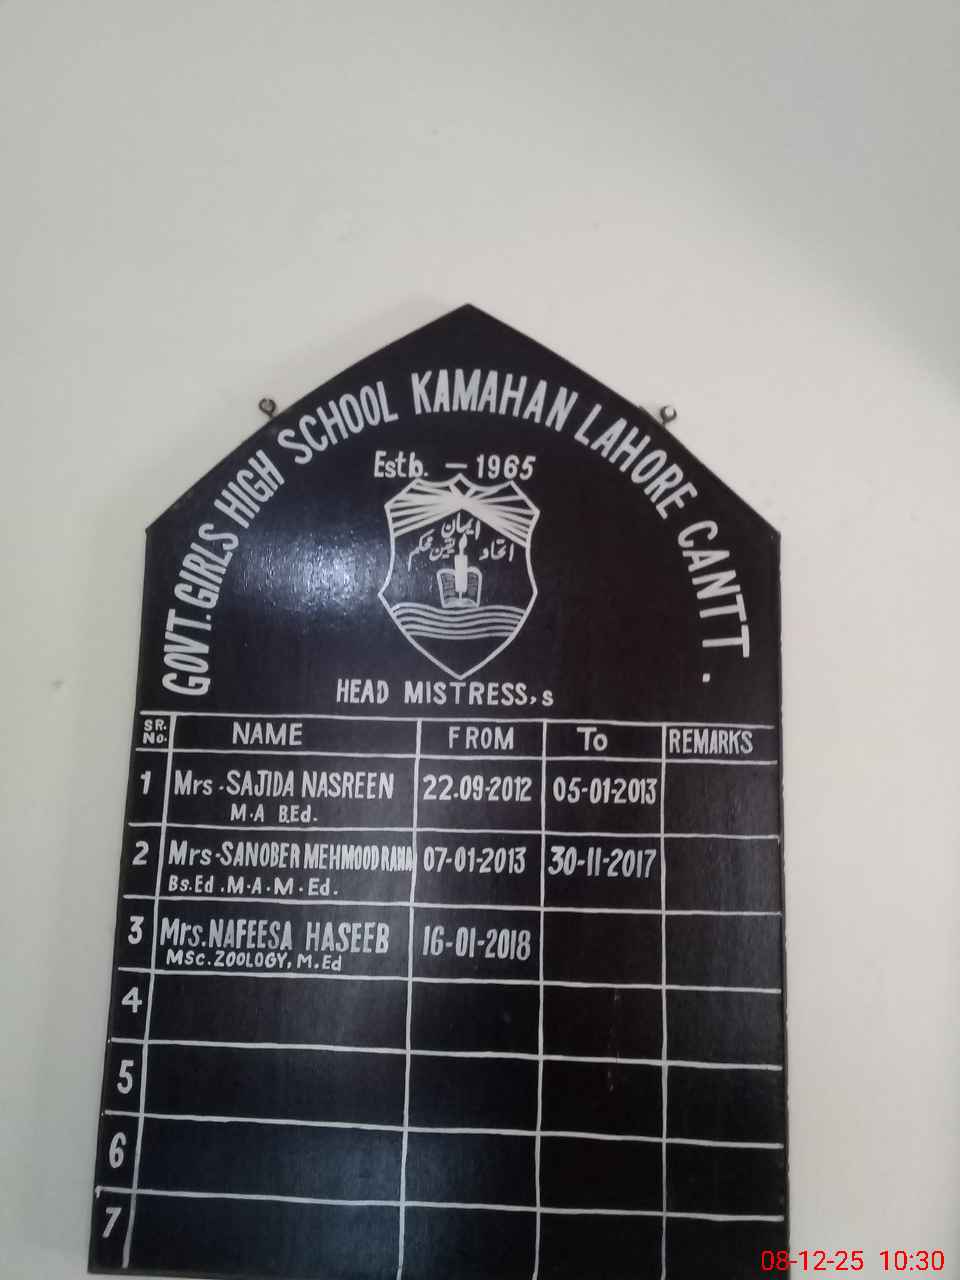 GOVT. GIRLS HIGH SCHOOL KAMAHAN LAHORE CANTT.
Estb. - 1965
ایمان
اتحاد یقین محکم
HEAD MISTRESS,s
SR. No. NAME FROM To REMARKS
1 Mrs. SAJIDA NASREEN 22.09-2012 05-01-2013
M.A B.Ed.
2 Mrs-SANOBER MEHMOOD RANA 07-01-2013 30-11-2017
Bs.Ed.M.A.M.Ed.
3 Mrs.NAFEESA HASEEB 16-01-2018
MSc.ZOOLOGY, M.Ed
4
5
6
7
08-12-25 10:30